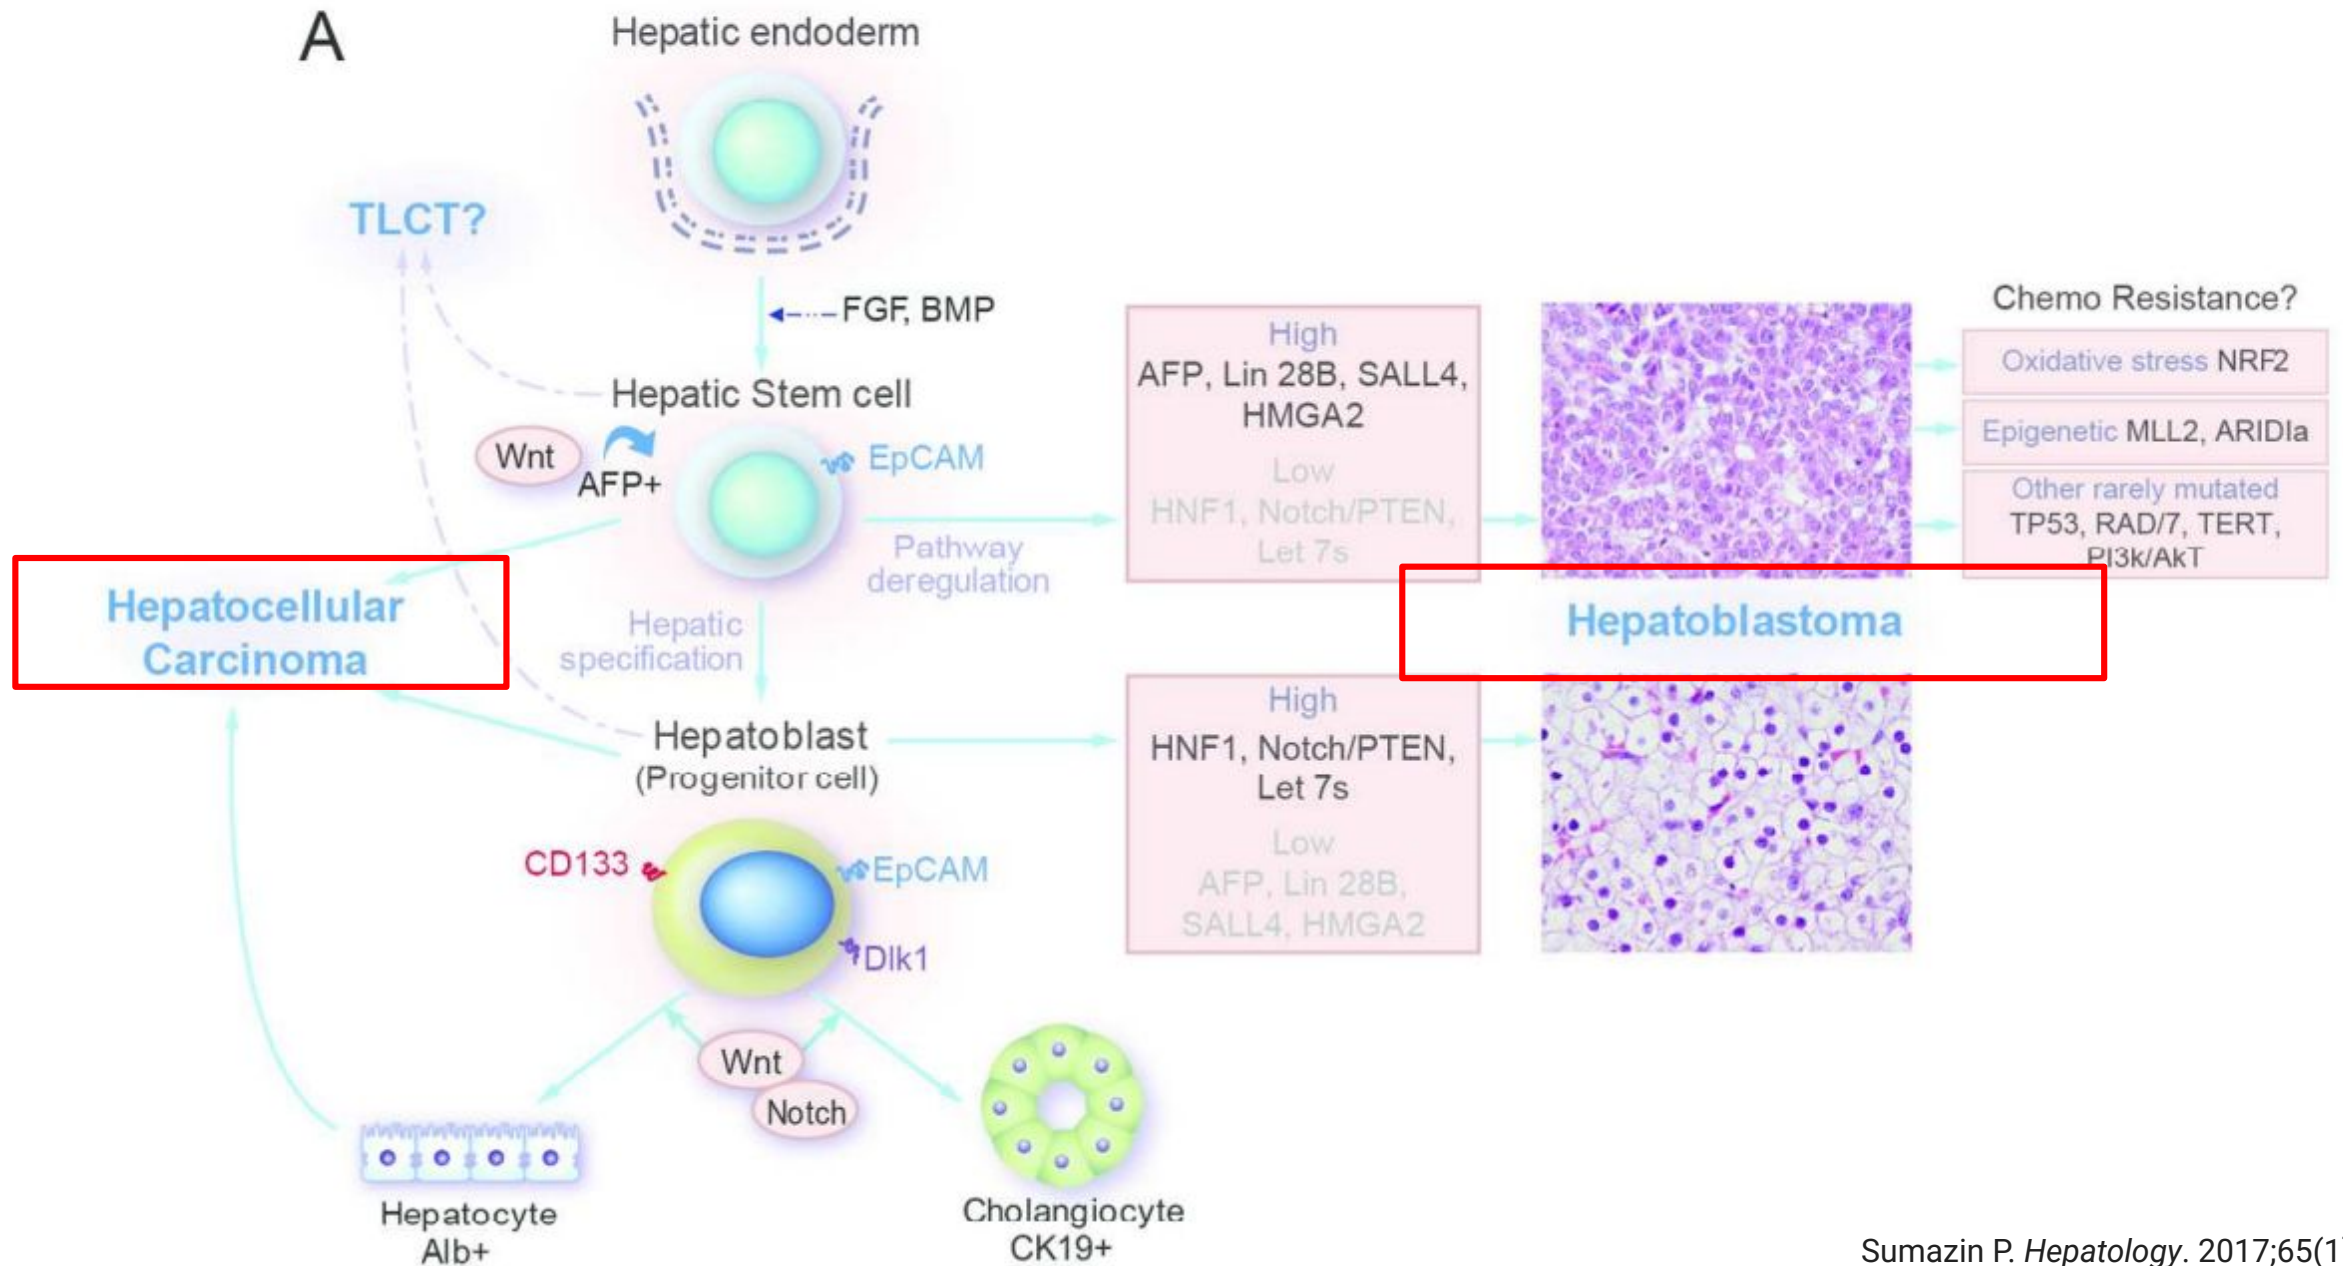 A
Hepatic endoderm
TLCT?
FGF, BMP
Hepatic Stem cell
Wnt
AFP+
EpCAM
Pathway
deregulation
Hepatocellular
Carcinoma
Hepatic
specification
Hepatoblast
(Progenitor cell)
CD133
EpCAM
Dlk1
Wnt
Notch
Hepatocyte
Alb+
Cholangiocyte
CK19+
High
AFP, Lin 28B, SALL4,
HMGA2
Low
HNF1, Notch/PTEN,
Let 7s
High
HNF1, Notch/PTEN,
Let 7s
Low
AFP, Lin 28B,
SALL4, HMGA2
Hepatoblastoma
Chemo Resistance?
Oxidative stress NRF2
Epigenetic MLL2, ARIDIa
Other rarely mutated
TP53, RAD/7, TERT,
PI3k/AkT
Sumazin P. Hepatology. 2017;65(1